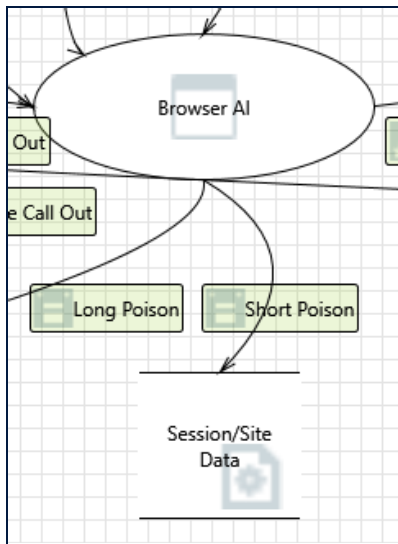 Browser AI
Out
e Call Out
Long Poison
Short Poison
Session/Site
Data